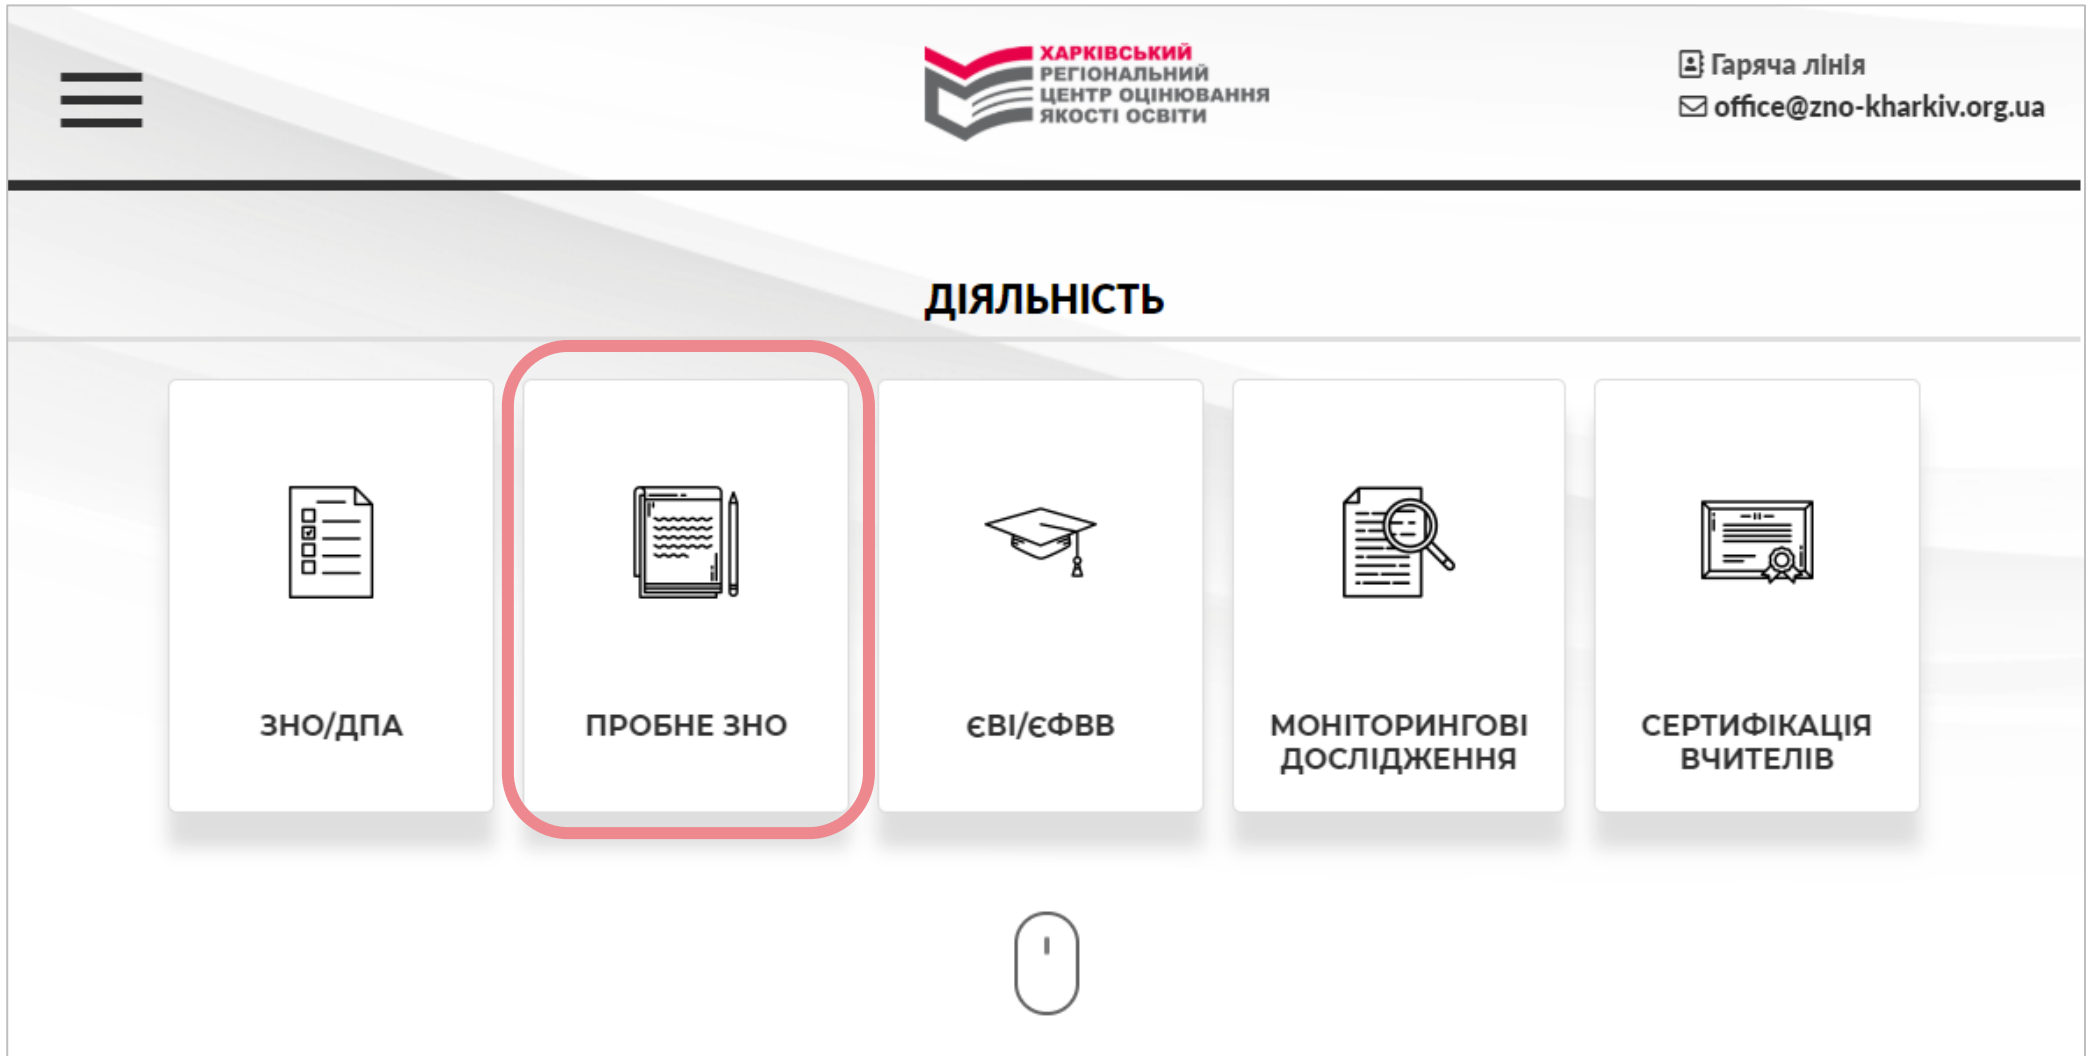 ХАРКІВСЬКИЙ
РЕГІОНАЛЬНИЙ
ЦЕНТР ОЦІНЮВАННЯ
ЯКОСТІ ОСВІТИ
Гаряча лінія
office@zno-kharkiv.org.ua
ДІЯЛЬНІСТЬ
ЗНО/ДПА
ПРОБНЕ ЗНО
ЄВІ/ЄФВВ
МОНІТОРИНГОВІ
ДОСЛІДЖЕННЯ
СЕРТИФІКАЦІЯ
ВЧИТЕЛІВ